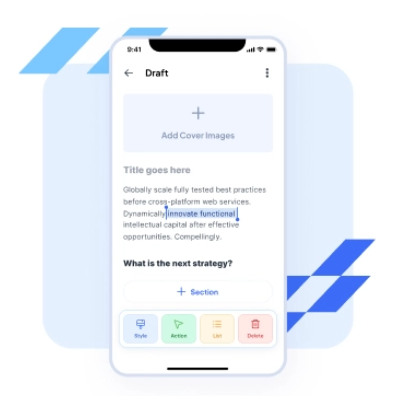 9:41
Draft
Add Cover Images
Title goes here
Globally scale fully tested best practices
before cross-platform web services.
Dynamically innovate functional
intellectual capital after effective
opportunities. Compellingly.
What is the next strategy?
+ Section
Style Action List Delete